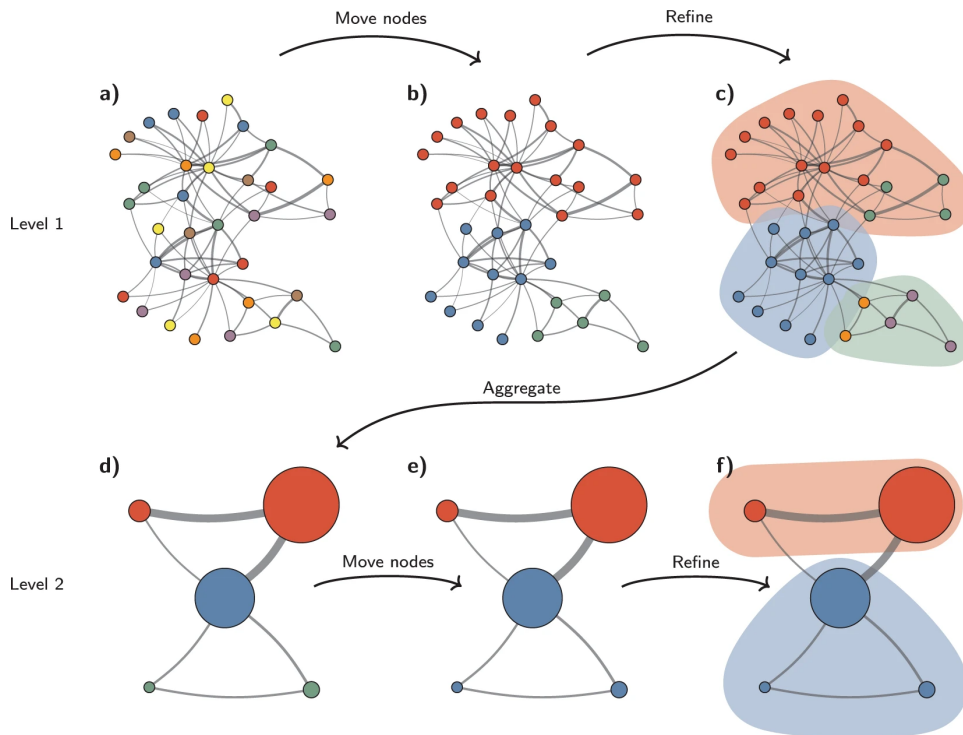 Move nodes
Refine
a)
b)
c)
Level 1
Aggregate
d)
e)
f)
Move nodes
Refine
Level 2